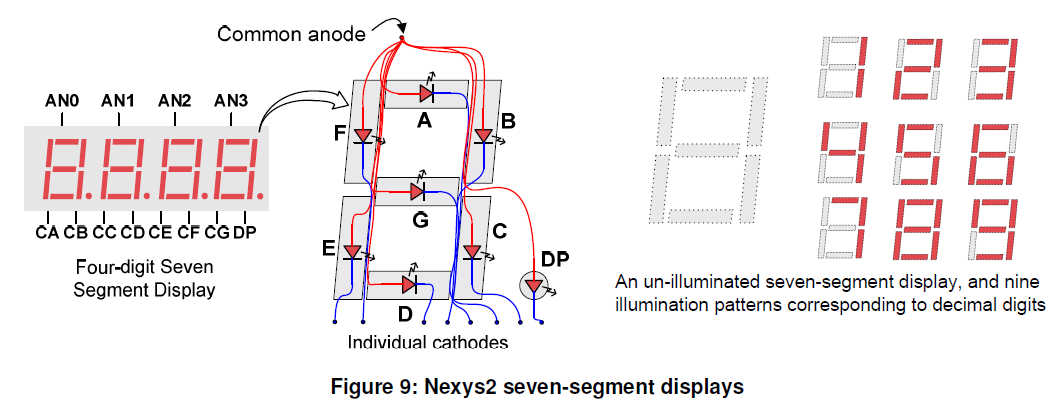 Common anode
AN0 AN1 AN2 AN3
CA CB CC CD CE CF CG DP
Four-digit Seven
Segment Display
A
F
B
G
E
C
DP
D
Individual cathodes
An un-illuminated seven-segment display, and nine
illumination patterns corresponding to decimal digits
Figure 9: Nexys2 seven-segment displays